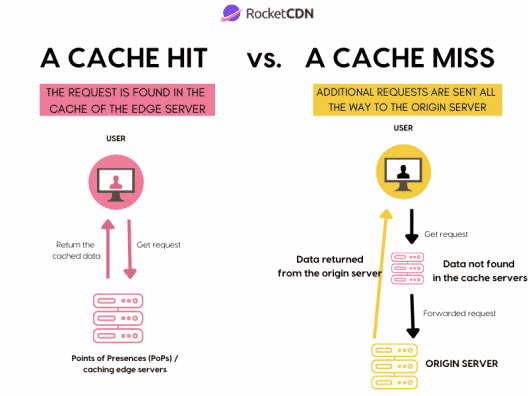 RocketCDN
A CACHE HIT
vs.
A CACHE MISS
THE REQUEST IS FOUND IN THE
CACHE OF THE EDGE SERVER
ADDITIONAL REQUESTS ARE SENT ALL
THE WAY TO THE ORIGIN SERVER
USER
Return the
cached data
Get request
Points of Presences (PoPs) /
caching edge servers
USER
Get request
Data returned
from the origin server
Data not found
in the cache servers
Forwarded request
ORIGIN SERVER